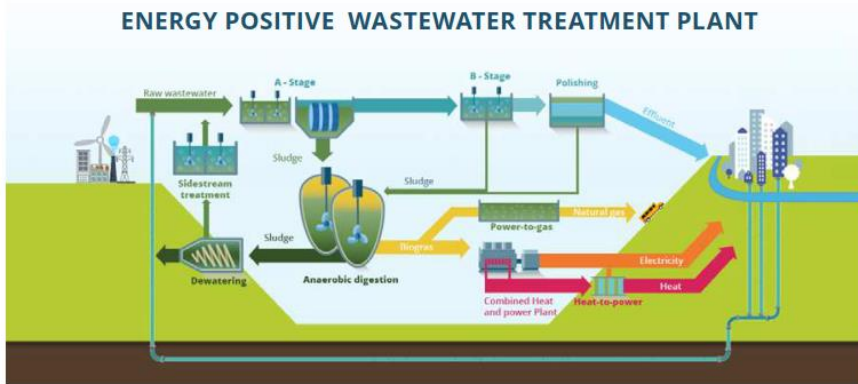 ENERGY POSITIVE WASTEWATER TREATMENT PLANT
A - Stage
B - Stage
Polishing
Raw wastewater
Effluent
Sludge
Sidestream
treatment
Sludge
Sludge
Power-to-gas
Natural gas
Biogras
Electricity
Dewatering
Anaerobic digestion
Combined Heat
and power Plant
Heat-to-power
Heat